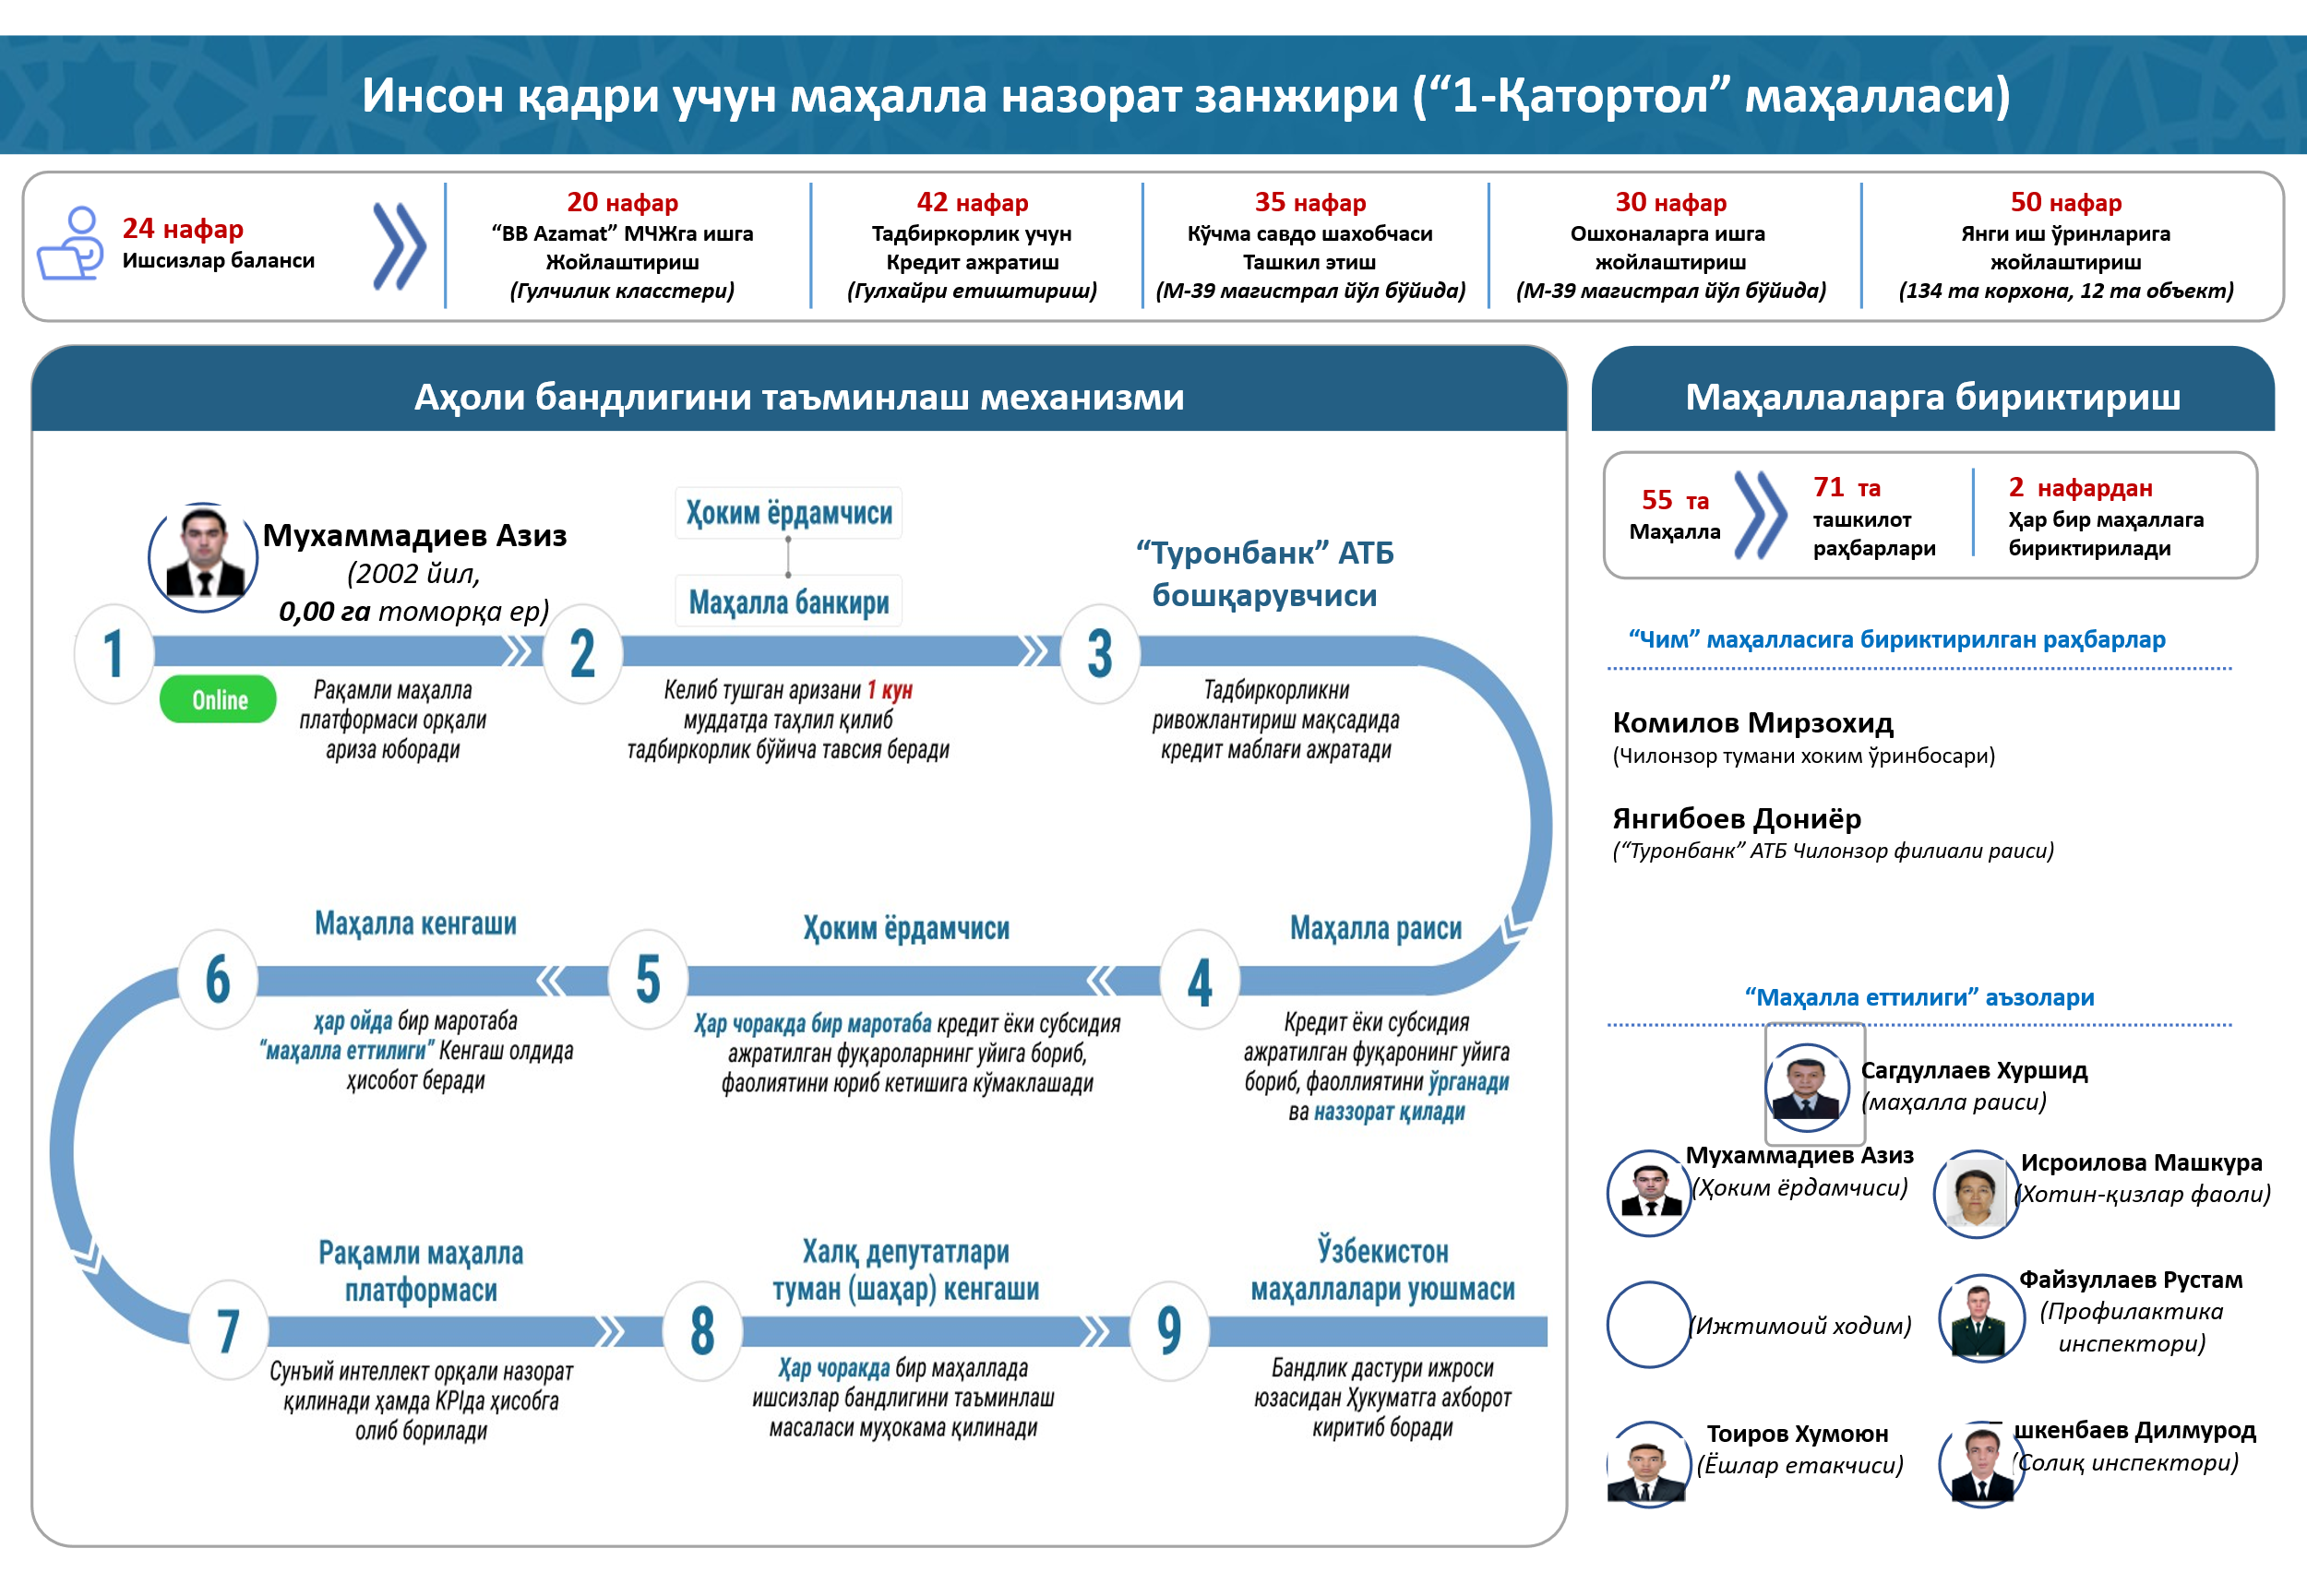 Инсон қадри учун маҳалла назорат занжири (“1-Қатортол” маҳалласи)
24 нафар
Ишсизлар баланси
20 нафар
“BB Azamat” МЧЖга ишга
Жойлаштириш
(Гулчилик класстери)
42 нафар
Тадбиркорлик учун
Кредит ажратиш
(Гулхайри етиштириш)
35 нафар
Кўчма савдо шахобчаси
Ташкил этиш
(М-39 магистрал йўл бўйида)
30 нафар
Ошхоналарга ишга
жойлаштириш
(М-39 магистрал йўл бўйида)
50 нафар
Янги иш ўринларига
жойлаштириш
(134 та корхона, 12 та объект)
Аҳоли бандлигини таъминлаш механизми
Мухаммадиев Азиз
(2002 йил,
0,00 га томорқа ер)
1
Online
Рақамли маҳалла
платформаси орқали
ариза юборади
Ҳоким ёрдамчиси
Маҳалла банкири
2
Келиб тушган аризани 1 кун
муддатда таҳлил қилиб
тадбиркорлик бўйича тавсия беради
“Туронбанк” АТБ
бошқарувчиси
3
Тадбиркорликни
ривожлантириш мақсадида
кредит маблағи ажратади
Маҳалла раиси
4
Кредит ёки субсидия
ажратилган фуқаронинг уйига
бориб, фаоллиятини ўрганади
ва наззорат қилади
Ҳоким ёрдамчиси
5
Ҳар чоракда бир маротаба кредит ёки субсидия
ажратилган фуқароларнинг уйига бориб,
фаолиятини юриб кетишига кўмаклашади
Маҳалла кенгаши
6
ҳар ойда бир маротаба
“маҳалла еттилиги” Кенгаш олдида
ҳисобот беради
Рақамли маҳалла
платформаси
7
Сунъий интеллект орқали назорат
қилинади ҳамда KPIда ҳисобга
олиб борилади
Халқ депутатлари
туман (шаҳар) кенгаши
8
Ҳар чоракда бир маҳаллада
ишсизлар бандлигини таъминлаш
масаласи муҳокама қилинади
Ўзбекистон
маҳаллалари уюшмаси
9
Бандлик дастури ижроси
юзасидан Ҳукуматга ахборот
киритиб боради
Маҳаллаларга бириктириш
55 та
Маҳалла
71 та
ташкилот
раҳбарлари
2 нафардан
Ҳар бир маҳаллага
бириктирилади
“Чим” маҳалласига бириктирилган раҳбарлар
Комилов Мирзохид
(Чилонзор тумани хоким ўринбосари)
Янгибоев Дониёр
(“Туронбанк” АТБ Чилонзор филиали раиси)
“Маҳалла еттилиги” аъзолари
Сагдуллаев Хуршид
(маҳалла раиси)
Мухаммадиев Азиз
(Ҳоким ёрдамчиси)
Исроилова Машкура
(Хотин-қизлар фаоли)
(Ижтимоий ходим)
Файзуллаев Рустам
(Профилактика
инспектори)
Тоиров Хумоюн
(Ёшлар етакчиси)
шкенбаев Дилмурод
(Солиқ инспектори)